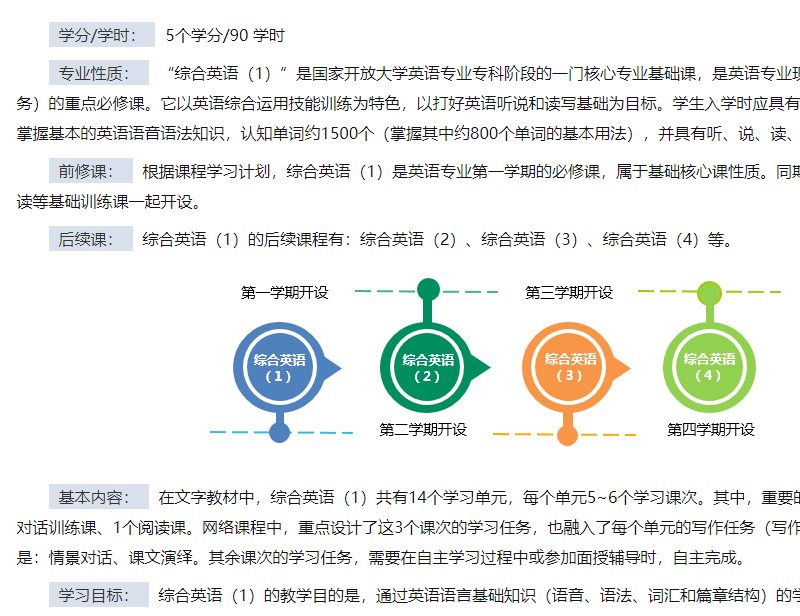 学分/学时： 5个学分/90 学时
专业性质： “综合英语（1）”是国家开放大学英语专业专科阶段的一门核心专业基础课，是英语专业
务）的重点必修课。它以英语综合运用技能训练为特色，以打好英语听说和读写基础为目标。学生入学时应具有
掌握基本的英语语音语法知识，认知单词约1500个（掌握其中约800个单词的基本用法），并具有听、说、读、
前修课： 根据课程学习计划，综合英语（1）是英语专业第一学期的必修课，属于基础核心课性质。同期
读等基础训练课一起开设。
后续课： 综合英语（1）的后续课程有：综合英语（2）、综合英语（3）、综合英语（4）等。
第一学期开设
第三学期开设
综合英语
（1）
综合英语
（2）
综合英语
（3）
综合英语
（4）
第二学期开设
第四学期开设
基本内容： 在文字教材中，综合英语（1）共有14个学习单元，每个单元5~6个学习课次。其中，重要的
对话训练课、1个阅读课。网络课程中，重点设计了这3个课次的学习任务，也融入了每个单元的写作任务（写作
是：情景对话、课文演绎。其余课次的学习任务，需要在自主学习过程中或参加面授辅导时，自主完成。
学习目标： 综合英语（1）的教学目的是，通过英语语言基础知识（语音、语法、词汇和篇章结构）的学